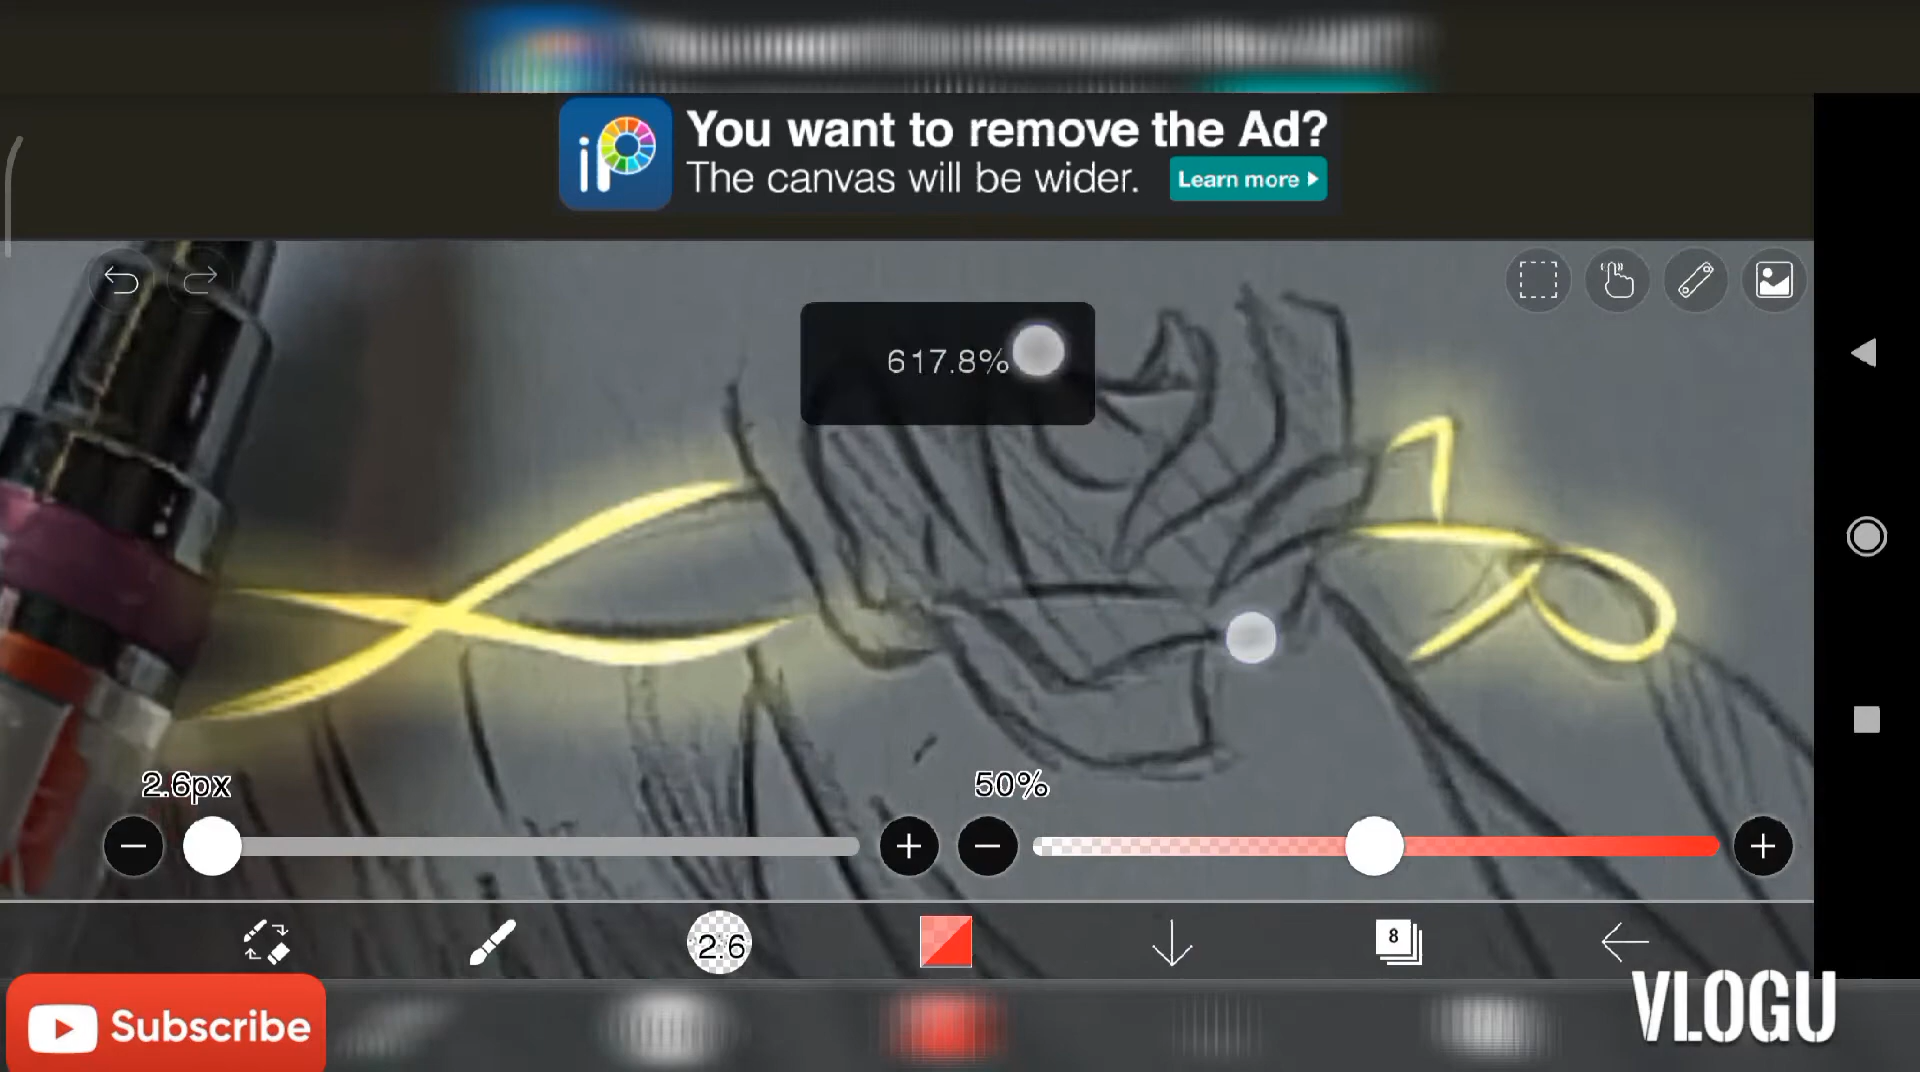 iP
You want to remove the Ad?
The canvas will be wider.
Learn more
617.8%
2.6px
50%
2.6
8
Subscribe
VLOGU